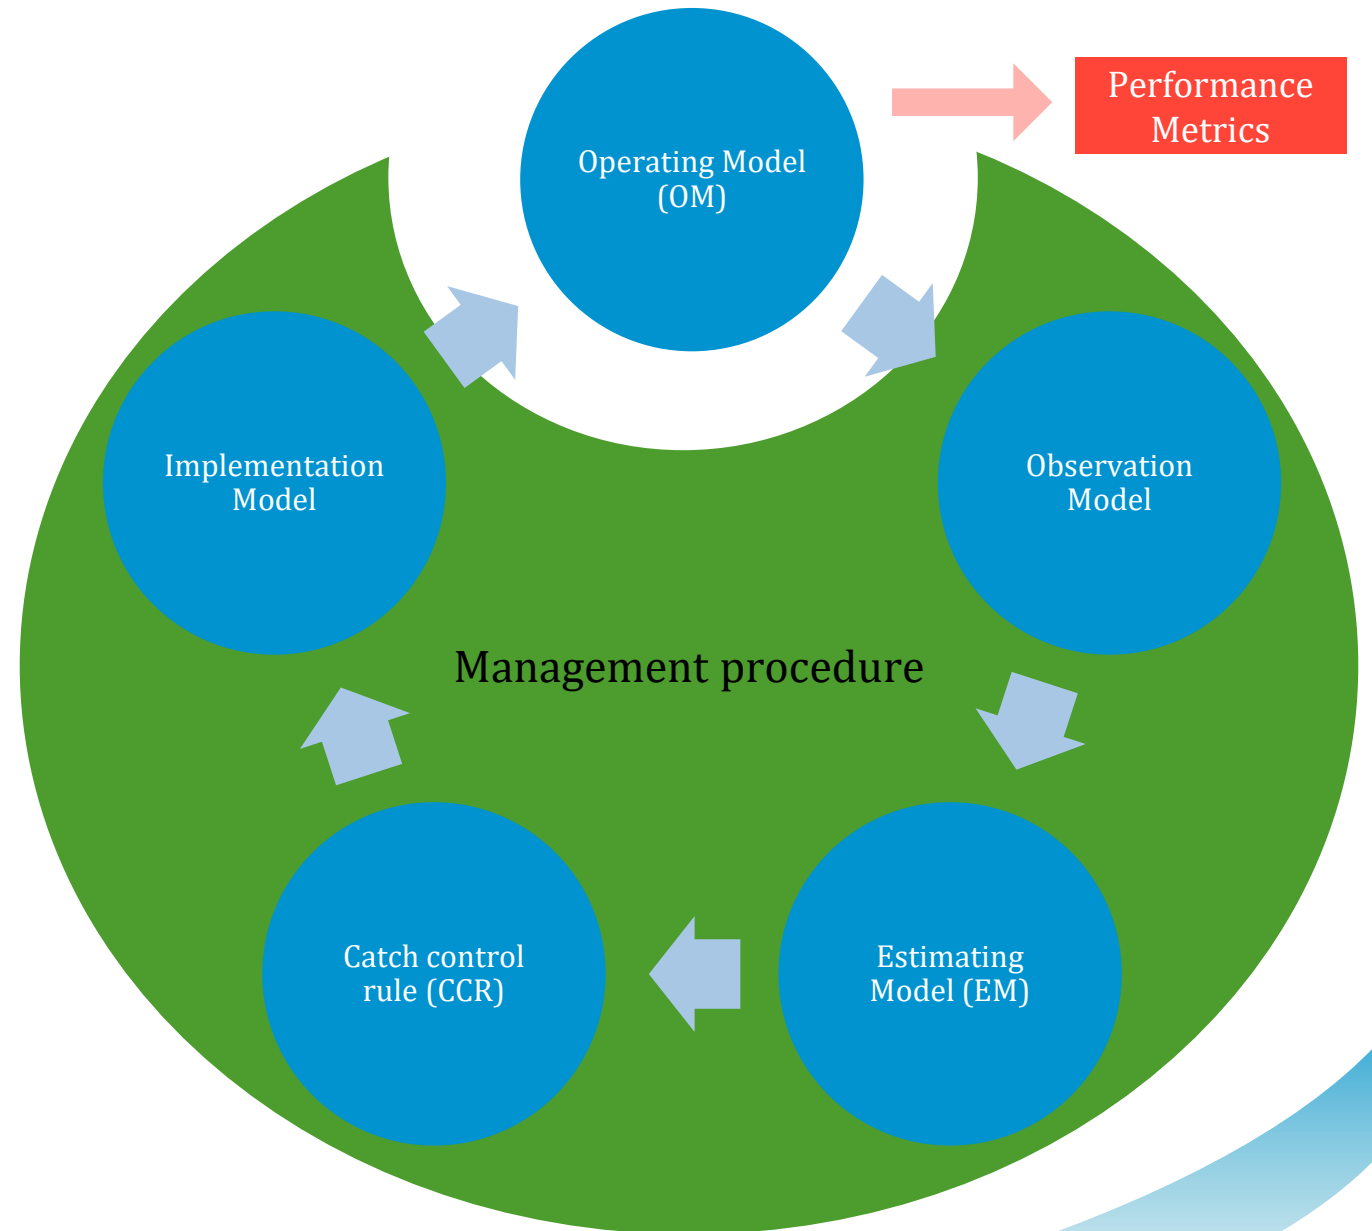 Performance
Metrics
Operating Model
(OM)
Implementation
Model
Observation
Model
Management procedure
Catch control
rule (CCR)
Estimating
Model (EM)